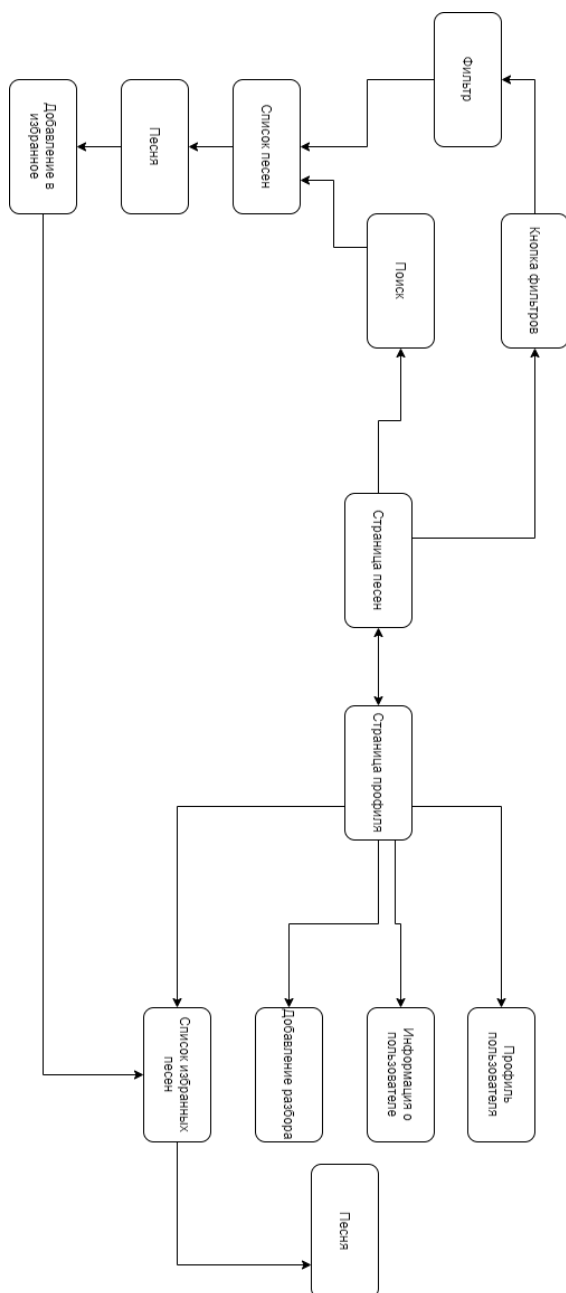 Кнопка фильтров
Профиль
пользователя
Фильтр
Поиск
Информация о
пользователе
Страница песен
Страница профиля
Песня
Добавление разбора
Список песен
Список избранных
песен
Песня
Добавление в
избранное